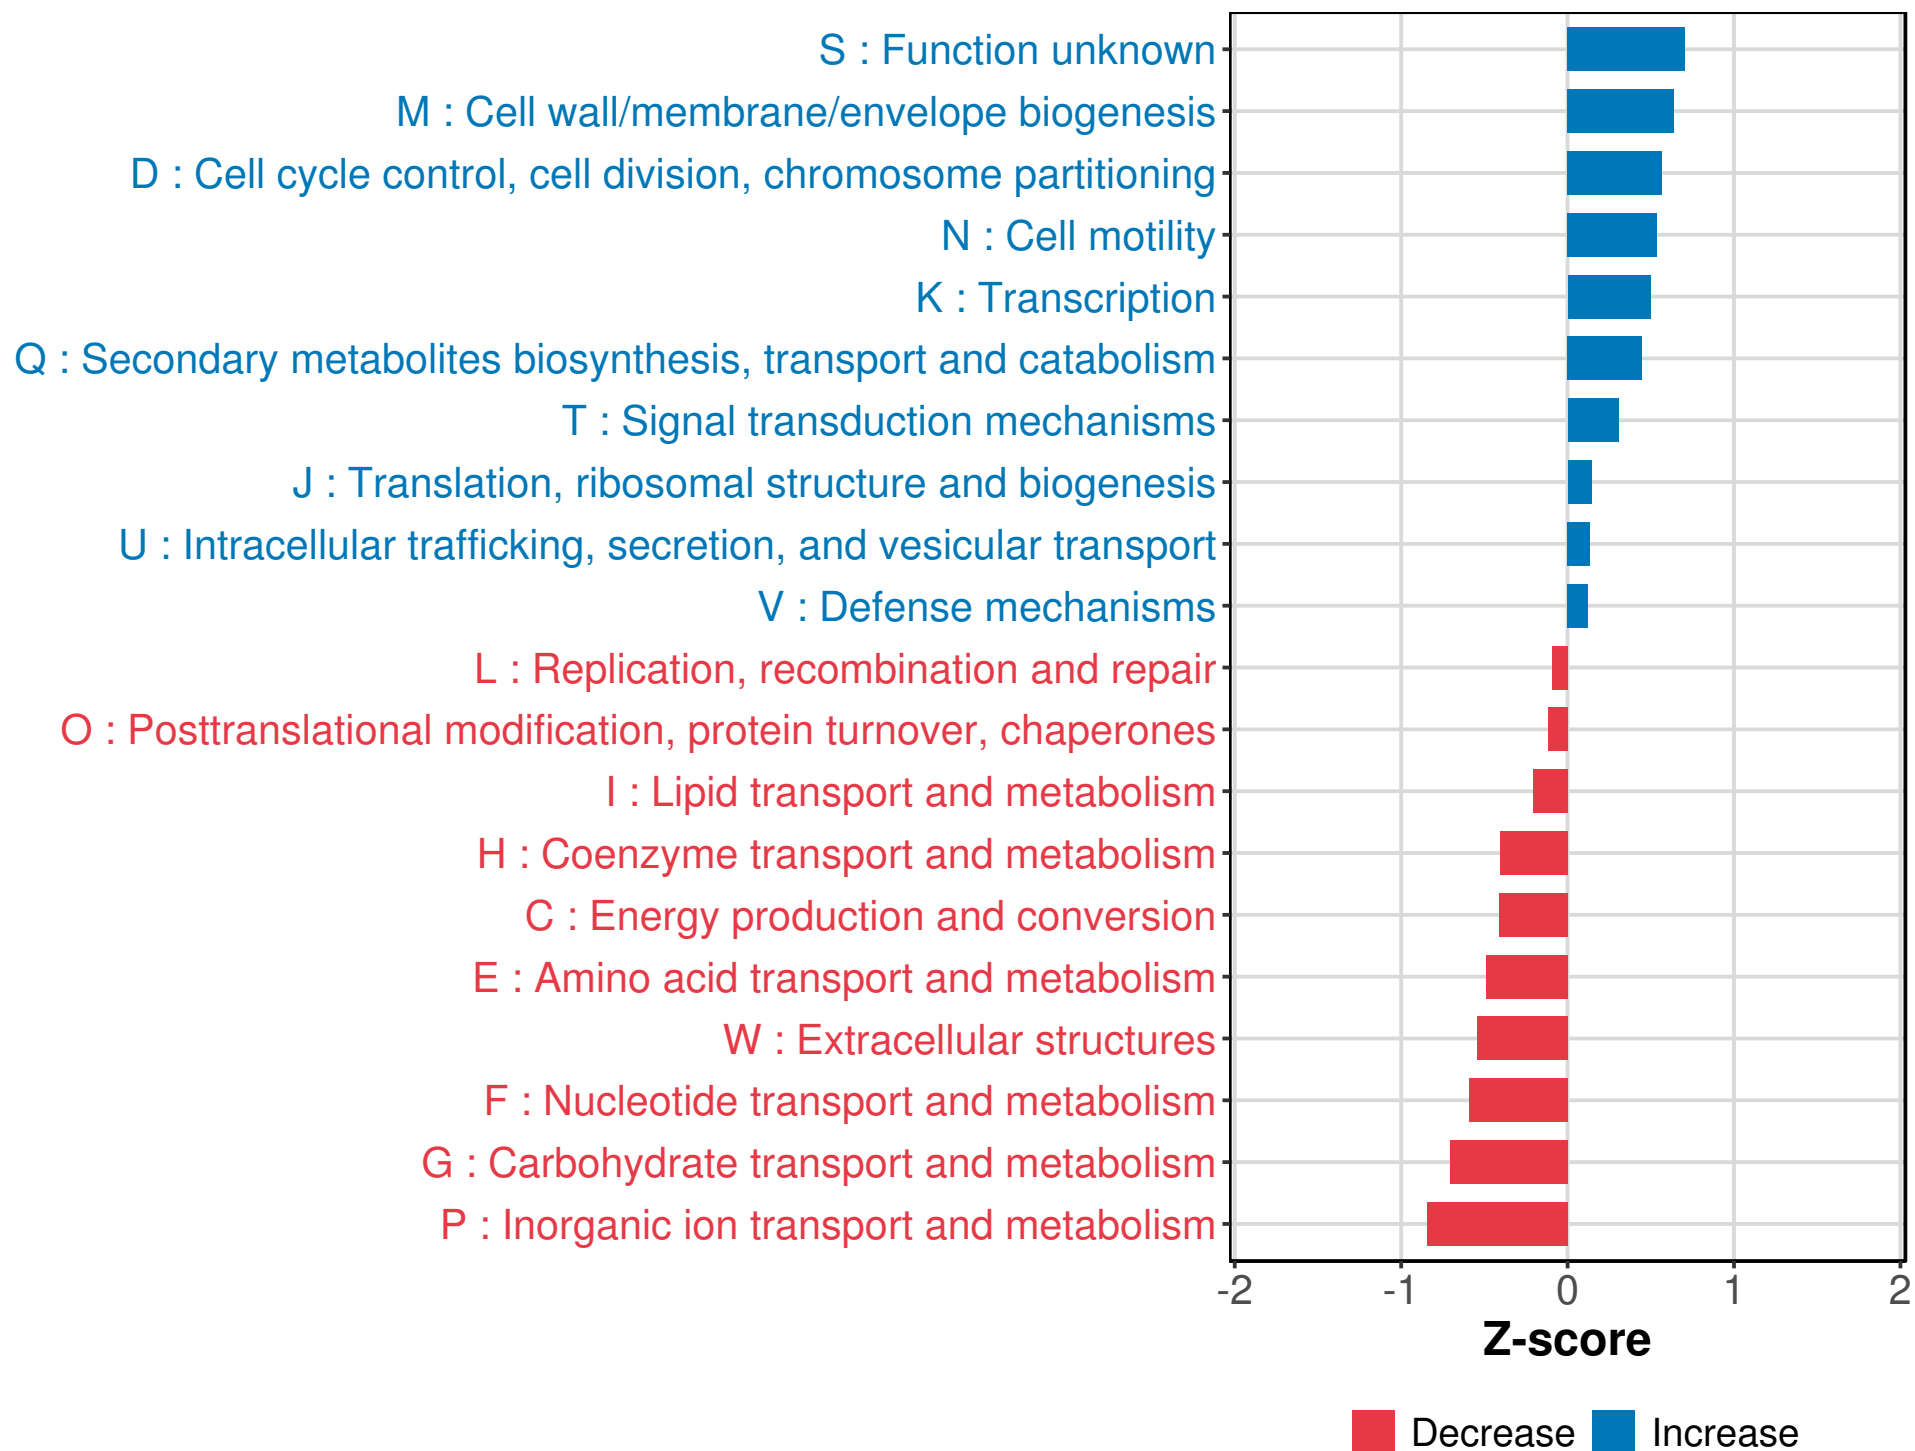 S : Function unknown
M : Cell wall/membrane/envelope biogenesis
D : Cell cycle control, cell division, chromosome partitioning
N : Cell motility
K : Transcription
Q : Secondary metabolites biosynthesis, transport and catabolism
T : Signal transduction mechanisms
J : Translation, ribosomal structure and biogenesis
U : Intracellular trafficking, secretion, and vesicular transport
V : Defense mechanisms
L : Replication, recombination and repair
O : Posttranslational modification, protein turnover, chaperones
I : Lipid transport and metabolism
H : Coenzyme transport and metabolism
C : Energy production and conversion
E : Amino acid transport and metabolism
W : Extracellular structures
F : Nucleotide transport and metabolism
G : Carbohydrate transport and metabolism
P : Inorganic ion transport and metabolism
-2 -1 0 1 2
Z-score
Decrease Increase